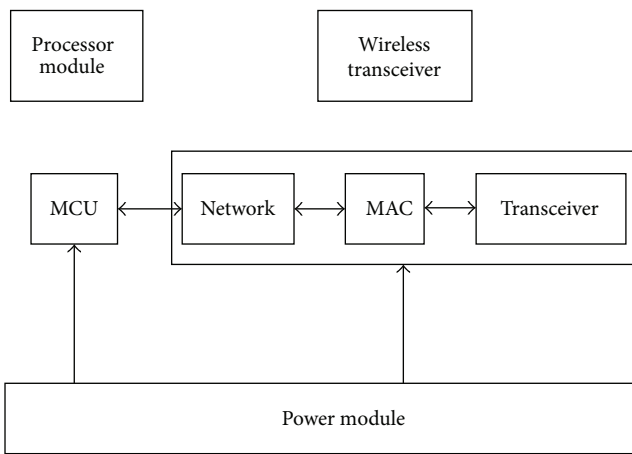 Processor
module
Wireless
transceiver
MCU
Network
MAC
Transceiver
Power module